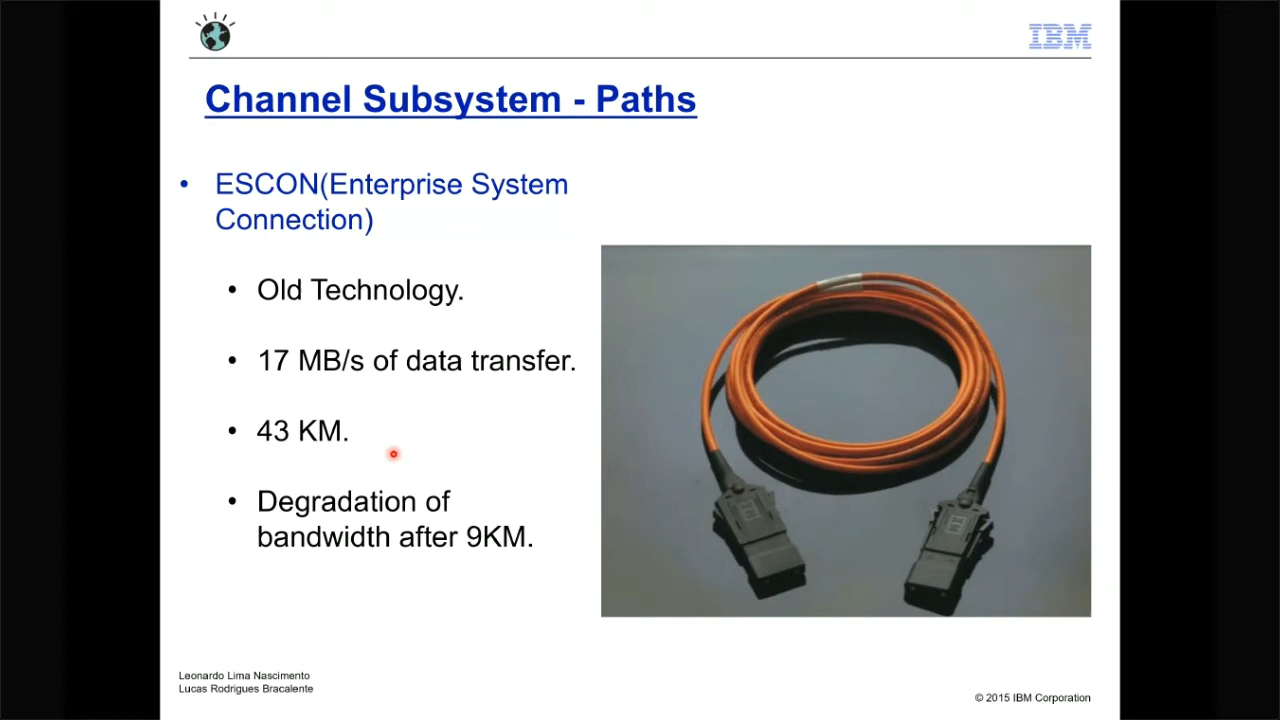 IBM
Channel Subsystem - Paths
• ESCON(Enterprise System
Connection)
• Old Technology.
• 17 MB/s of data transfer.
• 43 KM.
• Degradation of
bandwidth after 9KM.
Leonardo Lima Nascimento
Lucas Rodrigues Bracalente
© 2015 IBM Corporation